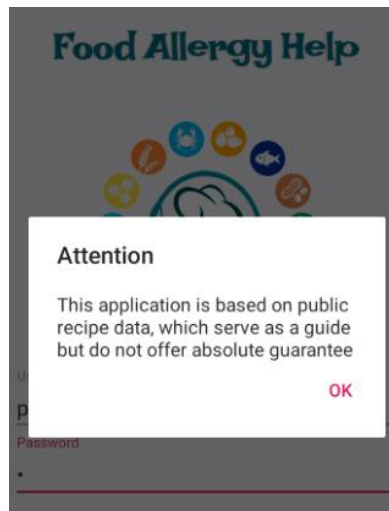 Food Allergy Help
Attention
This application is based on public
recipe data, which serve as a guide
but do not offer absolute guarantee
OK
Password